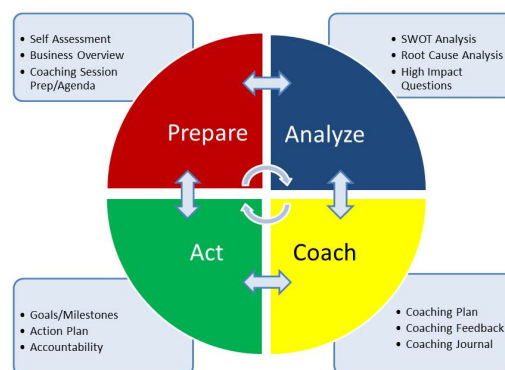 • Self Assessment
• Business Overview
• Coaching Session
Prep/Agenda
• SWOT Analysis
• Root Cause Analysis
• High Impact
Questions
Prepare
Analyze
Act
Coach
• Goals/Milestones
• Action Plan
• Accountability
• Coaching Plan
• Coaching Feedback
• Coaching Journal